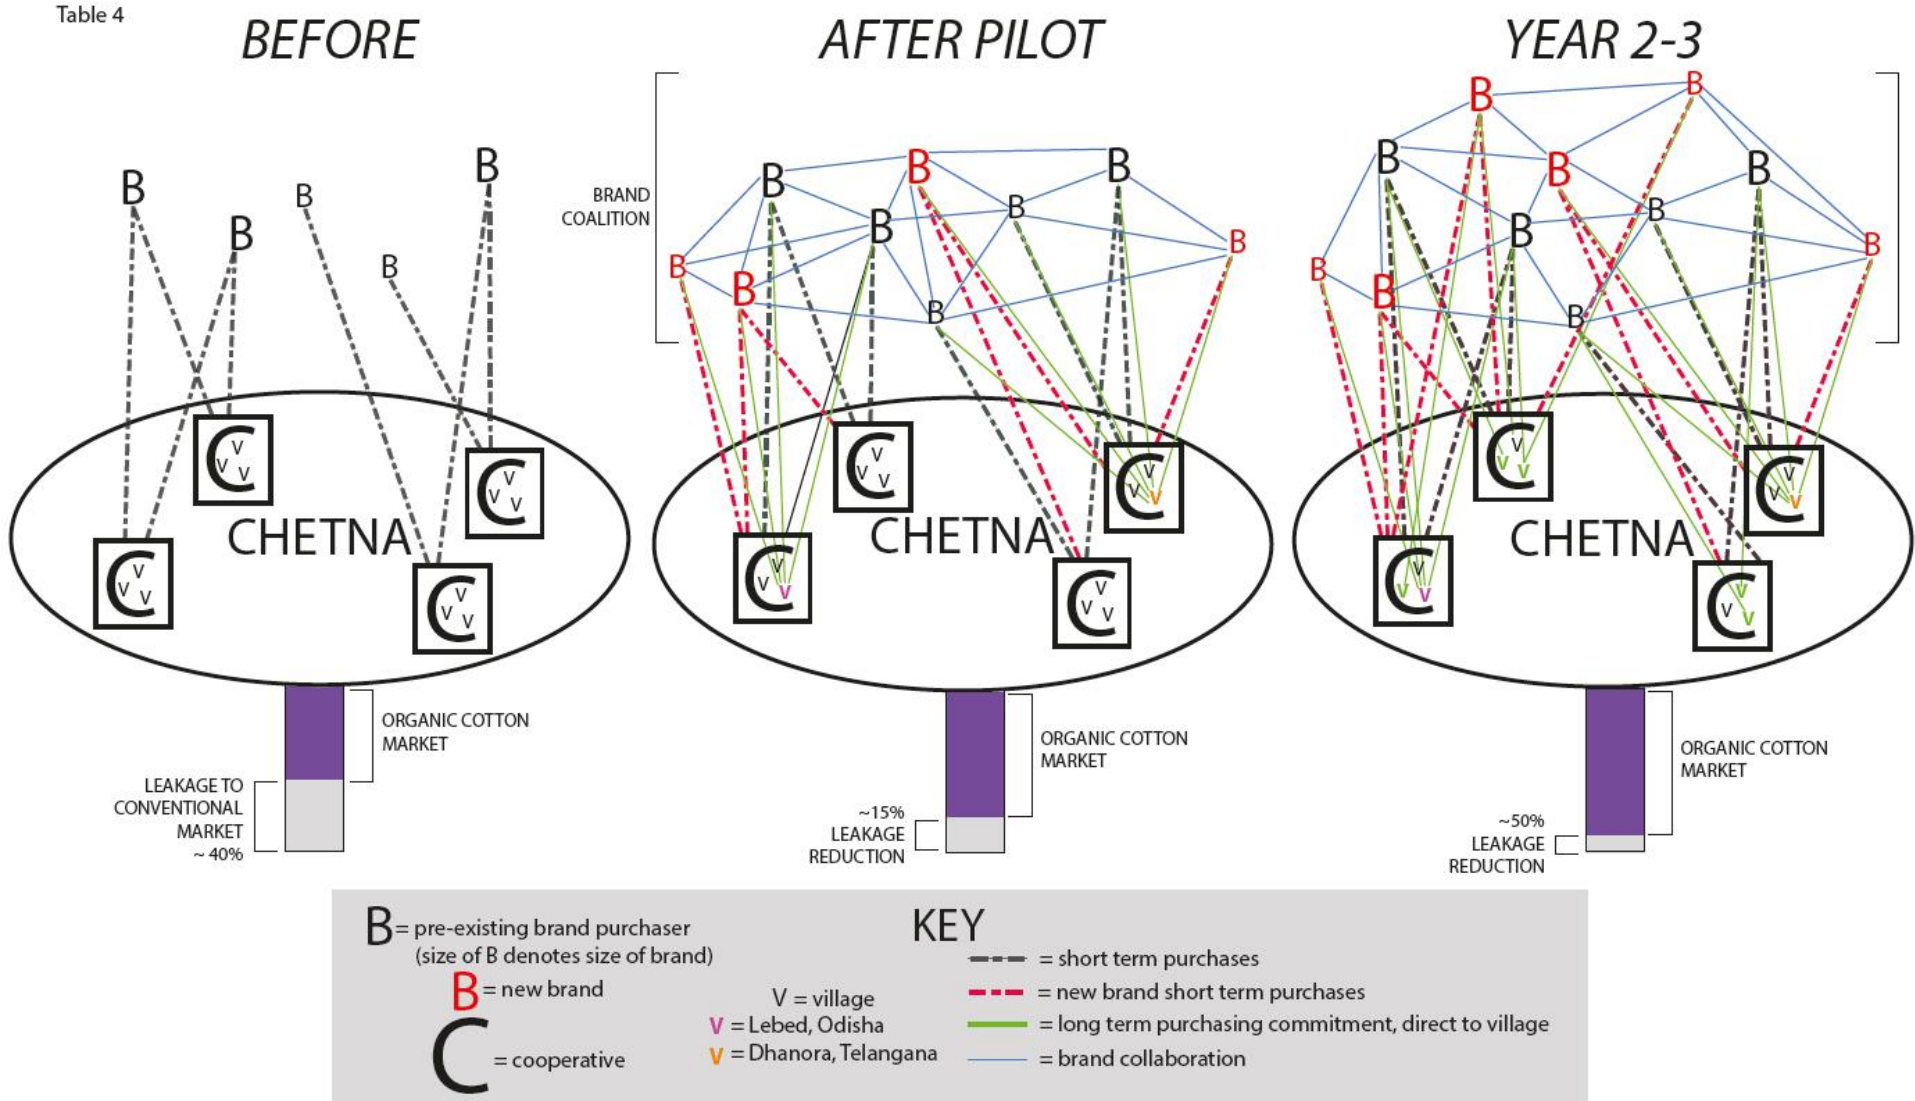 Table 4
BEFORE
AFTER PILOT
YEAR 2-3
B
B
B
B
B
C
V
V
V
C
V
V
V
C
V
V
V
C
V
V
V
CHETNA
ORGANIC COTTON
MARKET
LEAKAGE TO
CONVENTIONAL
MARKET
~ 40%
BRAND
COALITION
B
B
B
B
B
B
B
B
B
C
V
V
V
C
V
V
V
C
V
V
V
C
V
V
V
CHETNA
ORGANIC COTTON
MARKET
~15%
LEAKAGE
REDUCTION
B
B
B
B
B
B
B
B
B
B
B
C
V
V
V
C
V
V
V
C
V
V
V
C
V
V
V
CHETNA
ORGANIC COTTON
MARKET
~50%
LEAKAGE
REDUCTION
KEY
B = pre-existing brand purchaser
(size of B denotes size of brand)
B = new brand
C = cooperative
V = village
V = Lebed, Odisha
V = Dhanora, Telangana
= short term purchases
= new brand short term purchases
= long term purchasing commitment, direct to village
= brand collaboration